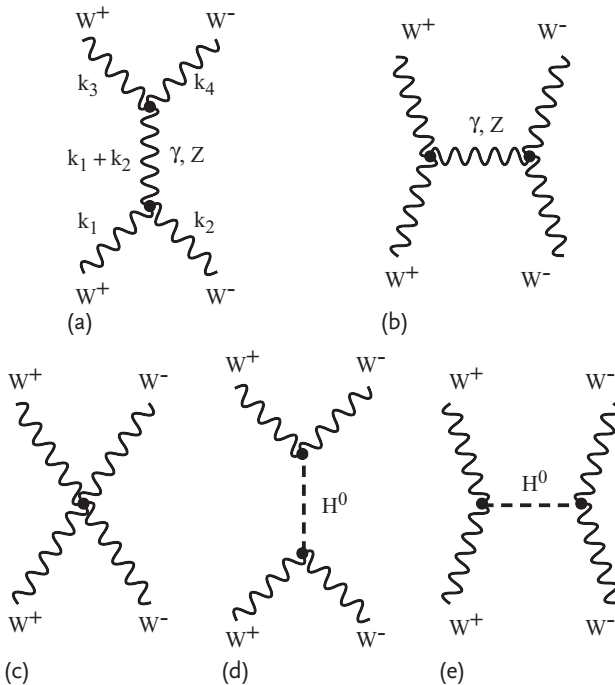 W⁺ W⁻
k₃ k₄
k₁ + k₂ γ, Z
k₁ k₂
W⁺ W⁻
(a)
W⁺ W⁻
γ, Z
W⁺ W⁻
(b)
W⁺ W⁻
W⁺ W⁻
(c)
W⁺ W⁻
H⁰
W⁺ W⁻
(d)
W⁺ W⁻
H⁰
W⁺ W⁻
(e)